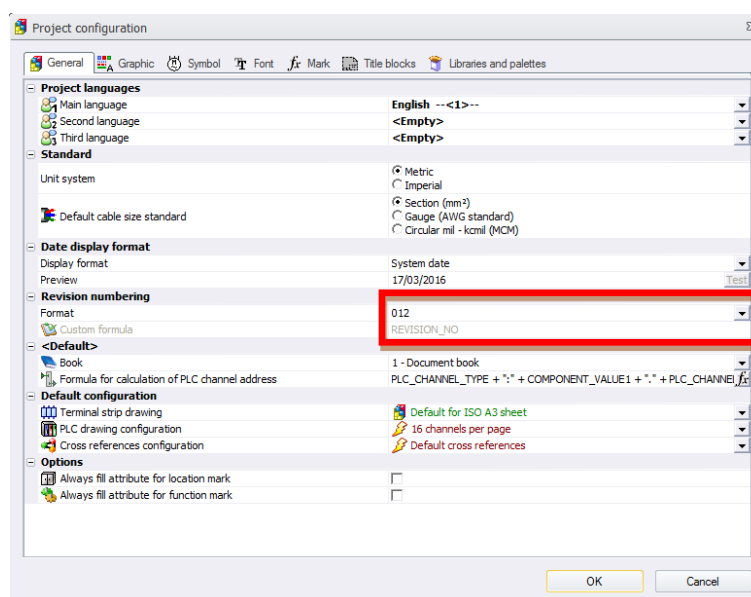 Project configuration
General Graphic Symbol Font Mark Title blocks Libraries and palettes
Project languages
Main language English --<1>--
Second language <Empty>
Third language <Empty>
Standard
Unit system Metric
Imperial
Default cable size standard Section (mm²)
Gauge (AWG standard)
Circular mil - kcmil (MCM)
Date display format
Display format System date
Preview 17/03/2016 Test
Revision numbering
Format 012
Custom formula REVISION_NO
<Default>
Book 1 - Document book
Formula for calculation of PLC channel address PLC_CHANNEL_TYPE + ":" + COMPONENT_VALUE1 + "." + PLC_CHANNEl fx
Default configuration
Terminal strip drawing Default for ISO A3 sheet
PLC drawing configuration 16 channels per page
Cross references configuration Default cross references
Options
Always fill attribute for location mark
Always fill attribute for function mark
OK Cancel